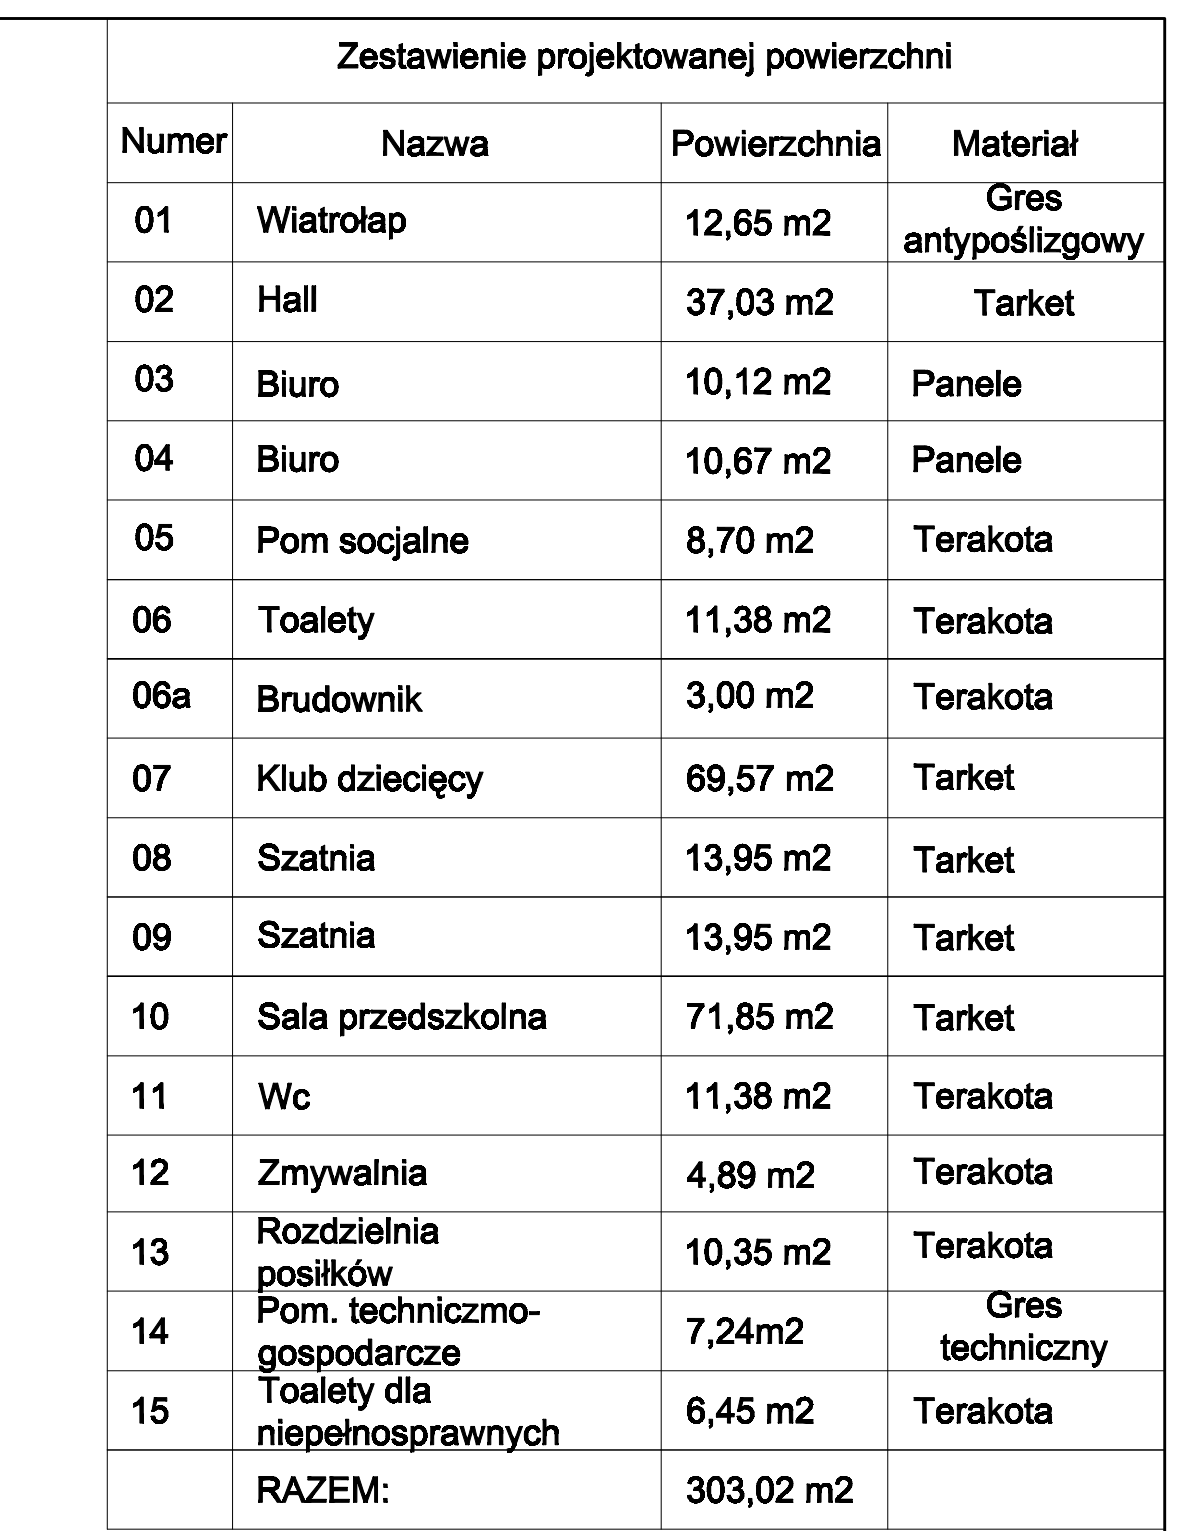 Zestawienie projektowanej powierzchni
Numer Nazwa Powierzchnia Materiał
01 Wiatrołap 12,65 m2 Gres
antypoślizgowy
02 Hall 37,03 m2 Tarket
03 Biuro 10,12 m2 Panele
04 Biuro 10,67 m2 Panele
05 Pom socjalne 8,70 m2 Terakota
06 Toalety 11,38 m2 Terakota
06a Brudownik 3,00 m2 Terakota
07 Klub dziecięcy 69,57 m2 Tarket
08 Szatnia 13,95 m2 Tarket
09 Szatnia 13,95 m2 Tarket
10 Sala przedszkolna 71,85 m2 Tarket
11 Wc 11,38 m2 Terakota
12 Zmywalnia 4,89 m2 Terakota
13 Rozdzielnia
posiłków 10,35 m2 Terakota
14 Pom. techniczmo-
gospodarcze 7,24m2 Gres
techniczny
15 Toalety dla
niepełnosprawnych 6,45 m2 Terakota
RAZEM: 303,02 m2